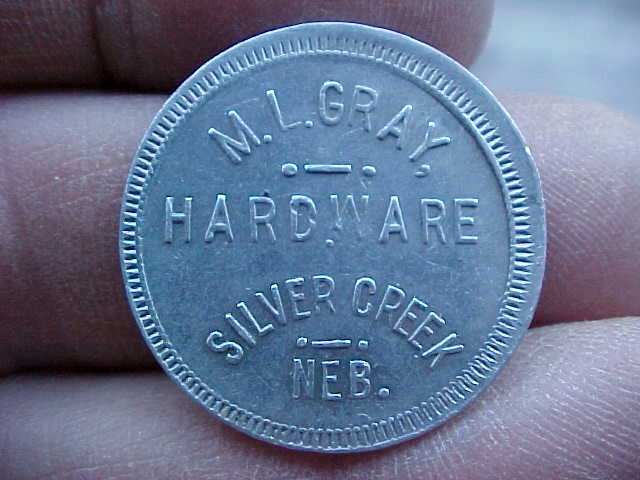 M.L.GRAY,
HARDWARE
SILVER CREEK
NEB.